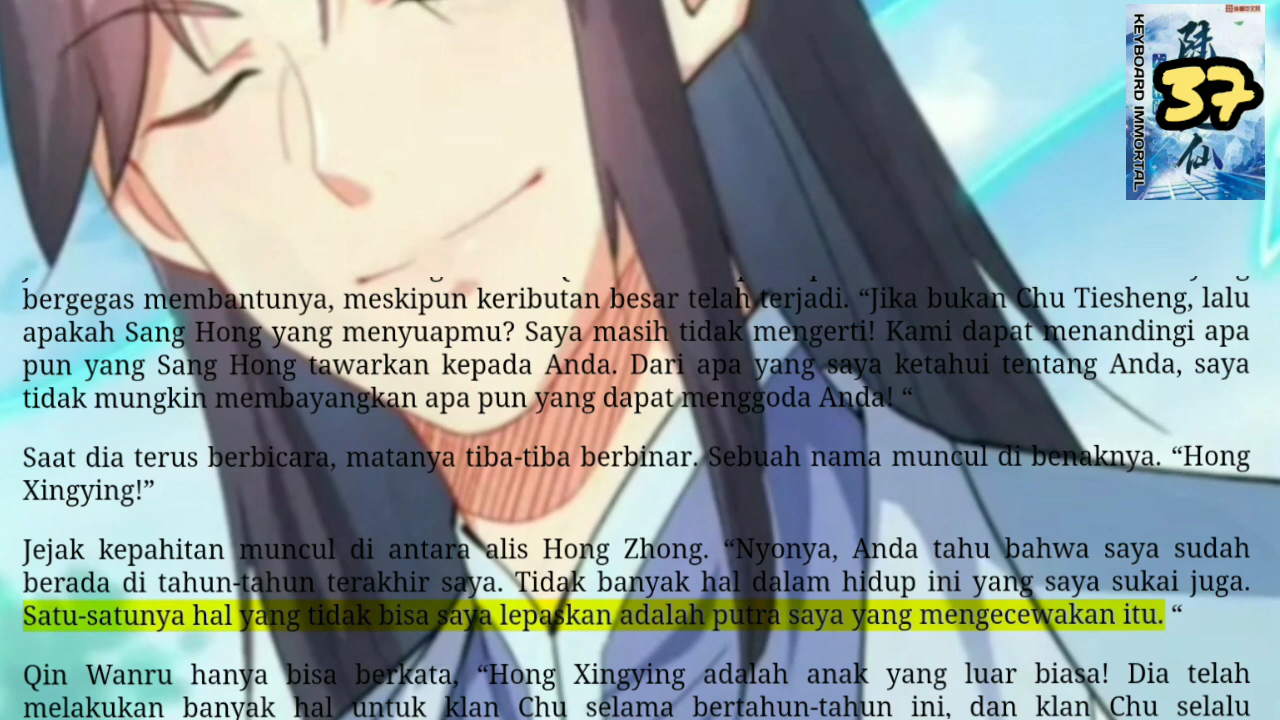 KEYBOARD IMMORTAL
37
仙
bergegas membantunya, meskipun keributan besar telah terjadi. “Jika bukan Chu Tiesheng, lalu
apakah Sang Hong yang menyuapmu? Saya masih tidak mengerti! Kami dapat menandingi apa
pun yang Sang Hong tawarkan kepada Anda. Dari apa yang saya ketahui tentang Anda, saya
tidak mungkin membayangkan apa pun yang dapat menggoda Anda! “
Saat dia terus berbicara, matanya tiba-tiba berbinar. Sebuah nama muncul di benaknya. “Hong
Xingying!”
Jejak kepahitan muncul di antara alis Hong Zhong. “Nyonya, Anda tahu bahwa saya sudah
berada di tahun-tahun terakhir saya. Tidak banyak hal dalam hidup ini yang saya sukai juga.
Satu-satunya hal yang tidak bisa saya lepaskan adalah putra saya yang mengecewakan itu. “
Qin Wanru hanya bisa berkata, “Hong Xingying adalah anak yang luar biasa! Dia telah
melakukan banyak hal untuk klan Chu selama bertahun-tahun ini, dan klan Chu selalu